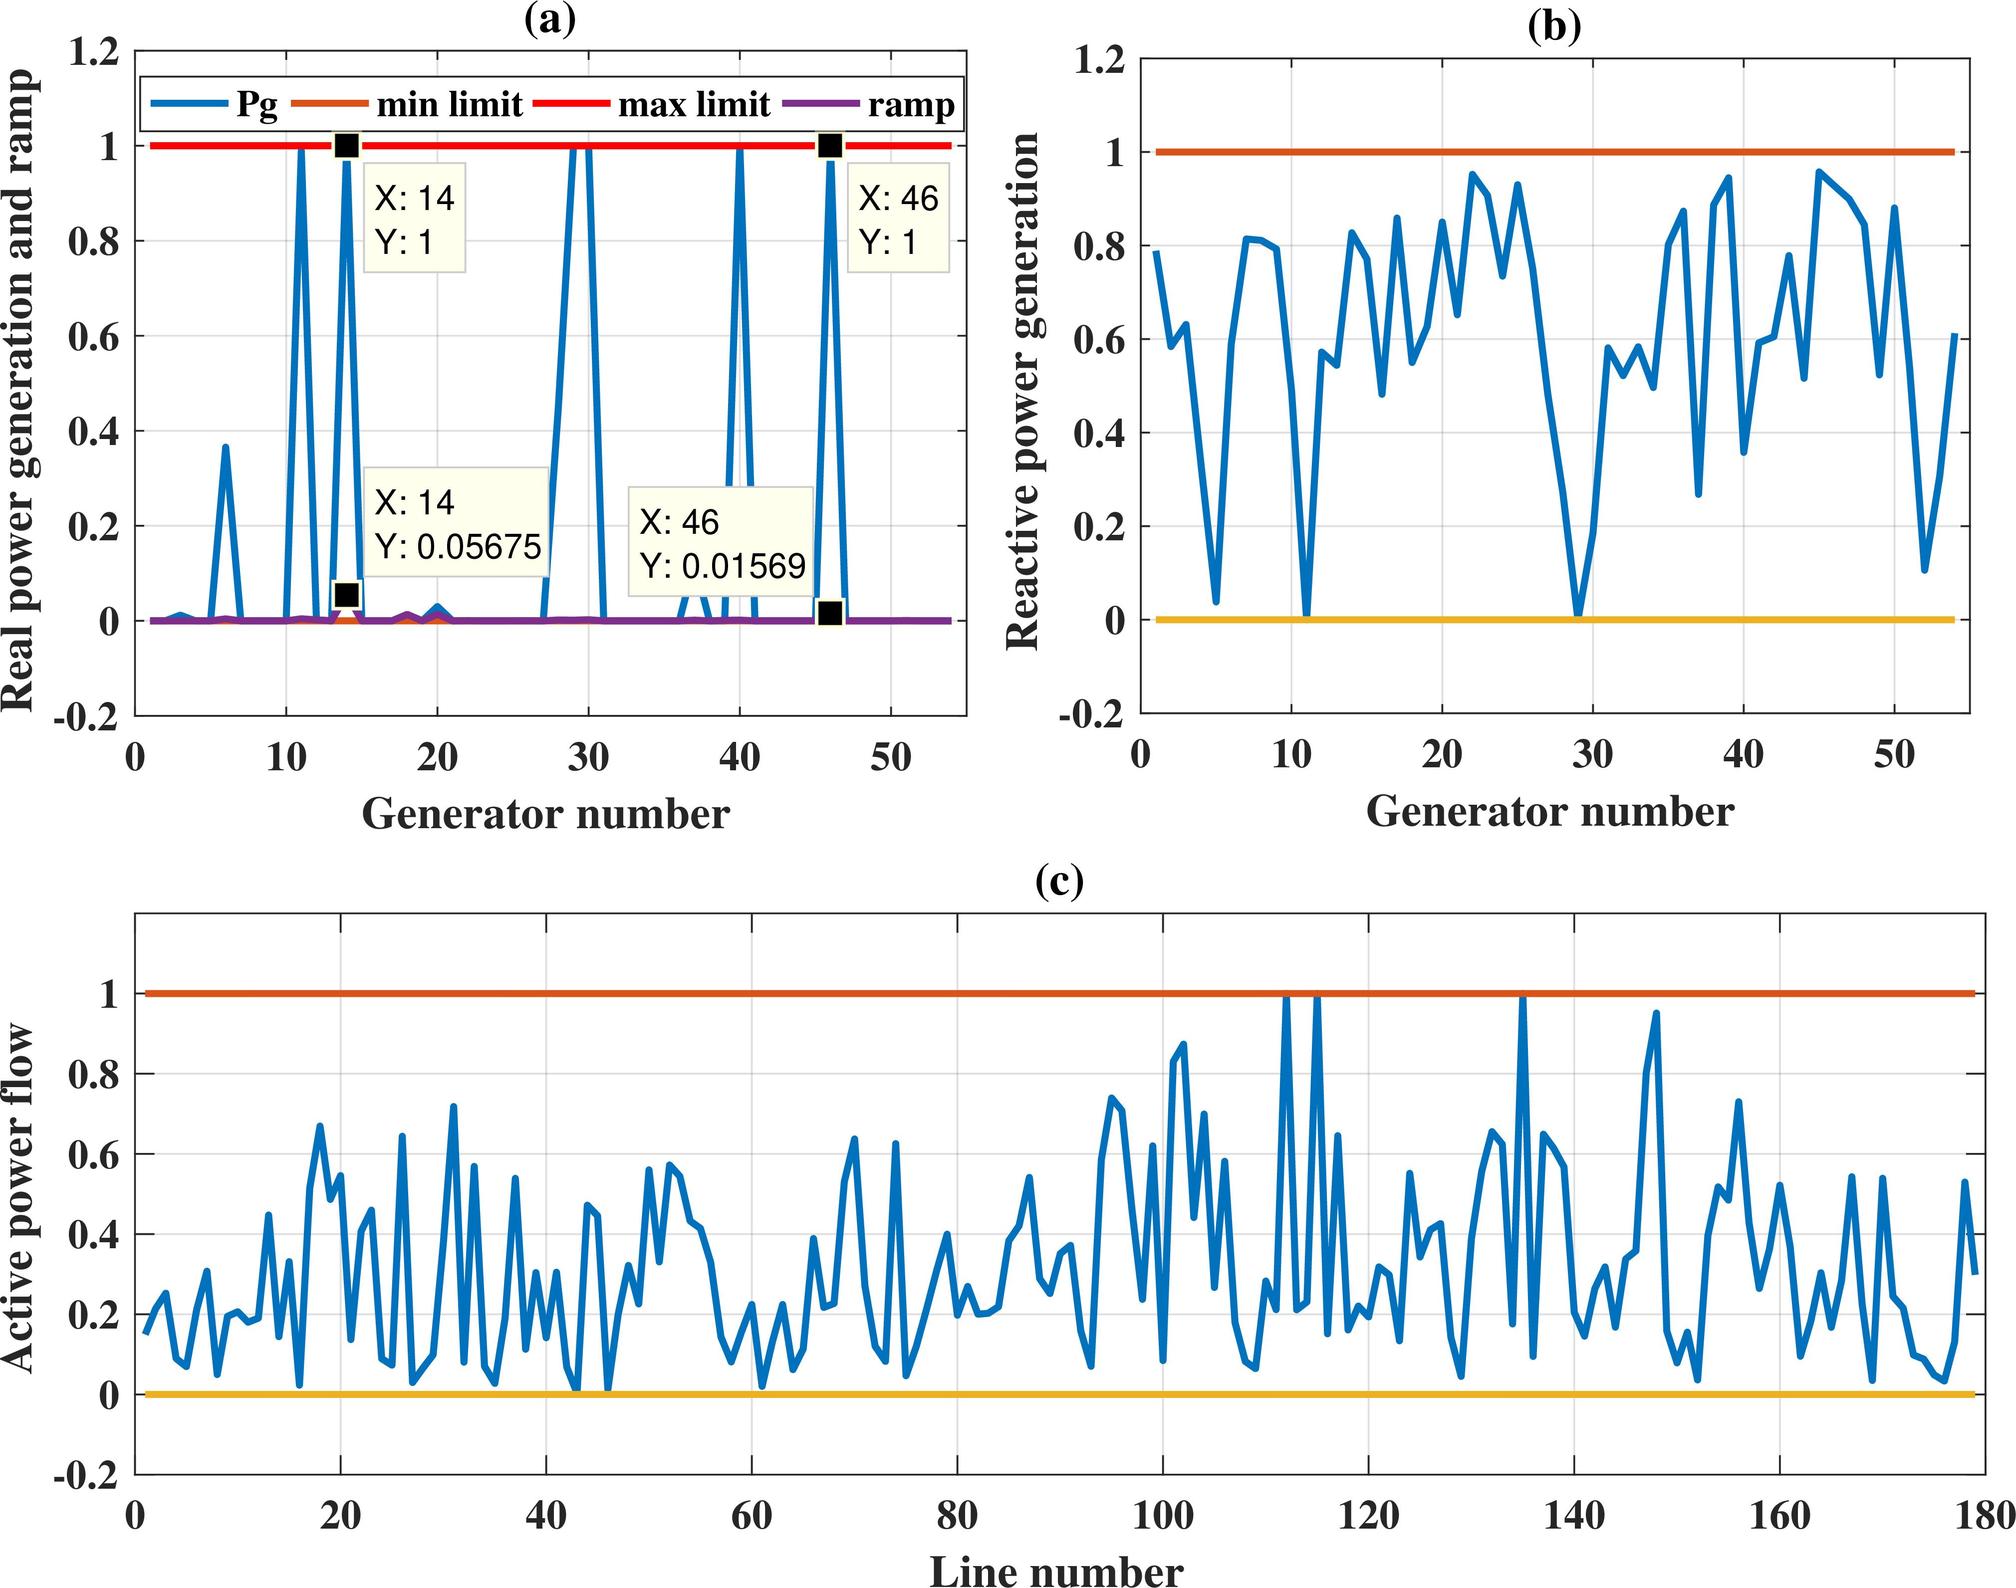 (a)
Real power generation and ramp
1.2
1
0.8
0.6
0.4
0.2
0
-0.2
Pg min limit max limit ramp
X: 14
Y: 1
X: 46
Y: 1
X: 14
Y: 0.05675
X: 46
Y: 0.01569
0 10 20 30 40 50
Generator number
(b)
Reactive power generation
1.2
1
0.8
0.6
0.4
0.2
0
-0.2
0 10 20 30 40 50
Generator number
(c)
Active power flow
1
0.8
0.6
0.4
0.2
0
-0.2
0 20 40 60 80 100 120 140 160 180
Line number